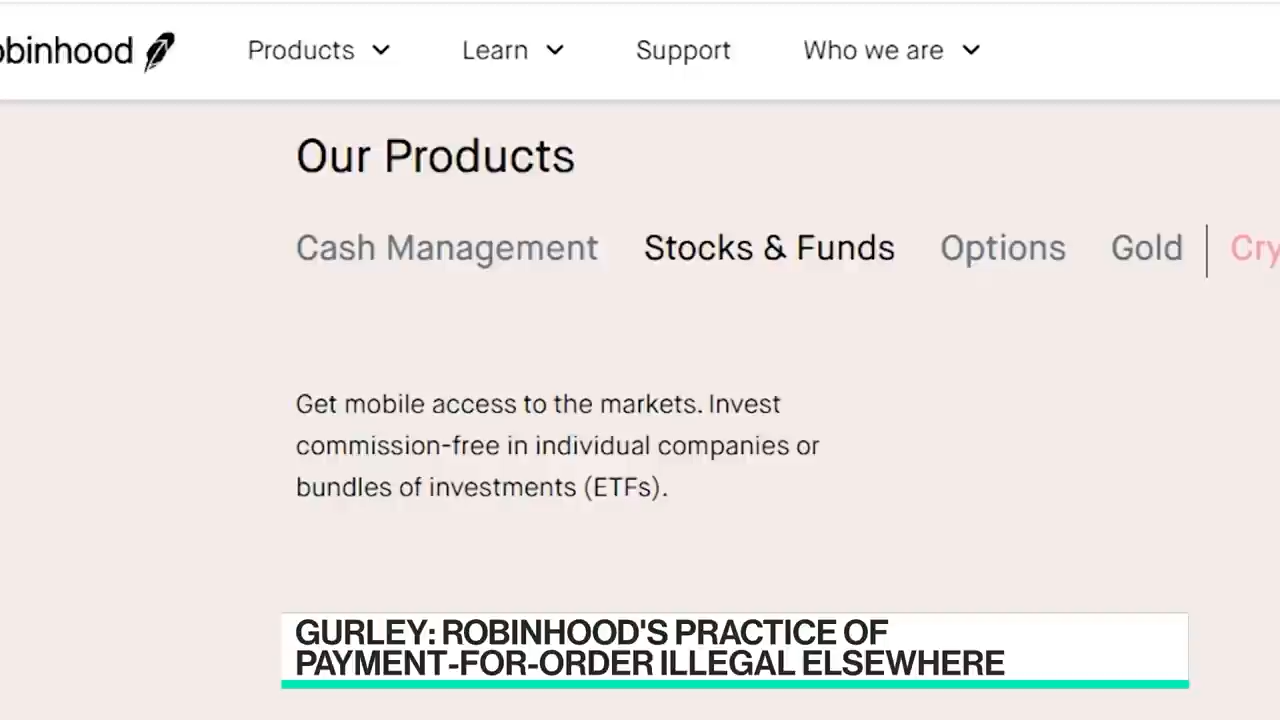 obinhood
Products Learn Support Who we are
Our Products
Cash Management Stocks & Funds Options Gold Cry
Get mobile access to the markets. Invest
commission-free in individual companies or
bundles of investments (ETFs).
GURLEY: ROBINHOOD'S PRACTICE OF
PAYMENT-FOR-ORDER ILLEGAL ELSEWHERE